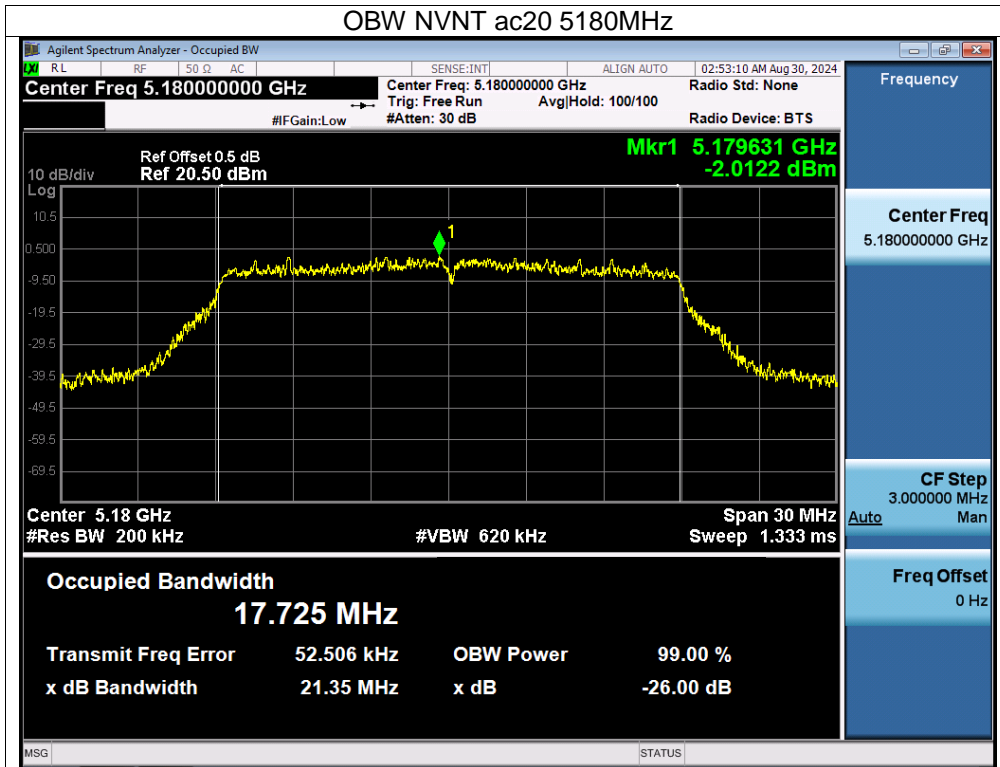 OBW NVNT ac20 5180MHz
Agilent Spectrum Analyzer - Occupied BW
LXI RL RF 50 Ω AC SENSE:INT ALIGN AUTO 02:53:10 AM Aug 30, 2024
Center Freq 5.180000000 GHz
Center Freq: 5.180000000 GHz
Radio Std: None
Trig: Free Run Avg|Hold: 100/100
#IFGain:Low #Atten: 30 dB Radio Device: BTS
Frequency
Mkr1 5.179631 GHz
-2.0122 dBm
Ref Offset 0.5 dB
10 dB/div Ref 20.50 dBm
Log
10.5
0.500
-9.50
-19.5
-29.5
-39.5
-49.5
-59.5
-69.5
1
Center Freq
5.180000000 GHz
Center 5.18 GHz Span 30 MHz
#Res BW 200 kHz #VBW 620 kHz Sweep 1.333 ms
CF Step
3.000000 MHz
Auto Man
Occupied Bandwidth
17.725 MHz
Transmit Freq Error 52.506 kHz OBW Power 99.00 %
x dB Bandwidth 21.35 MHz x dB -26.00 dB
Freq Offset
0 Hz
MSG STATUS